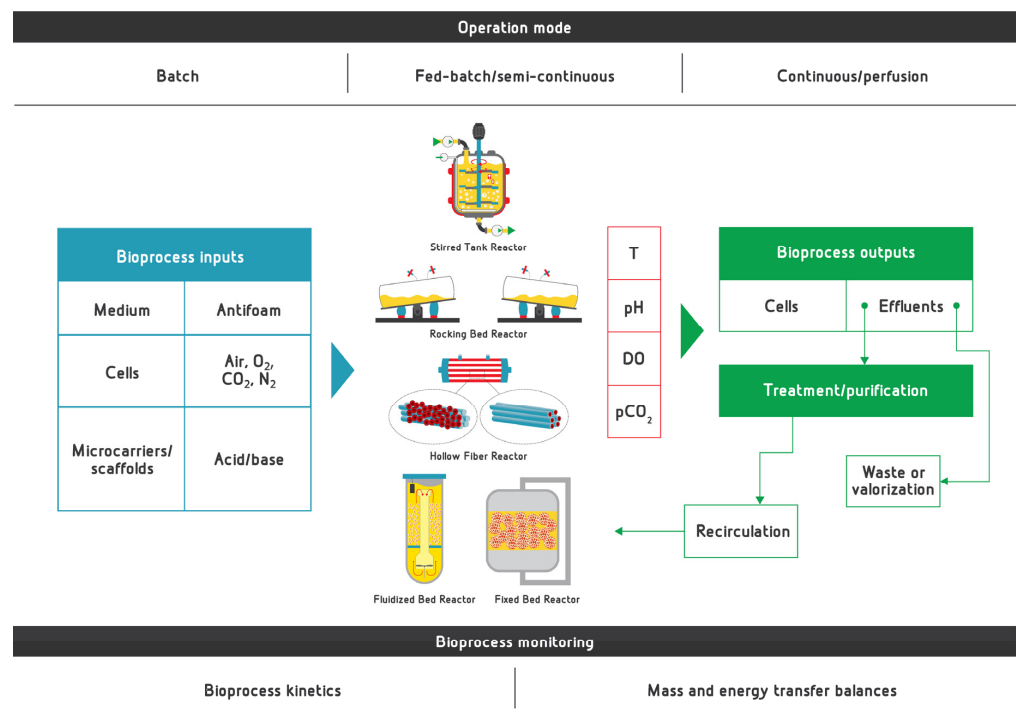 Operation mode
Batch
Fed-batch/semi-continuous
Continuous/perfusion
Stirred Tank Reactor
Rocking Bed Reactor
Hollow Fiber Reactor
Fluidized Bed Reactor
Fixed Bed Reactor
Bioprocess inputs
Medium
Antifoam
Cells
Air, O₂,
CO₂, N₂
Microcarriers/
scaffolds
Acid/base
T
pH
DO
pCO₂
Bioprocess outputs
Cells
Effluents
Treatment/purification
Waste or
valorization
Recirculation
Bioprocess monitoring
Bioprocess kinetics
Mass and energy transfer balances